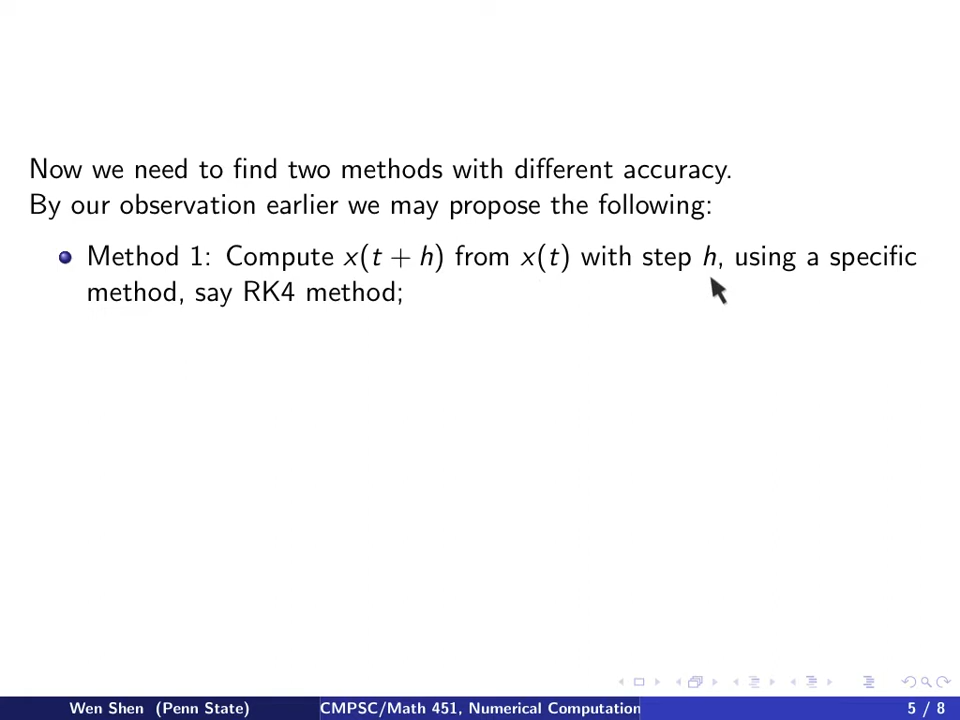 Now we need to find two methods with different accuracy.
By our observation earlier we may propose the following:
Method 1: Compute x(t + h) from x(t) with step h, using a specific
method, say RK4 method;
Wen Shen (Penn State) CMPSC/Math 451, Numerical Computation 5 / 8